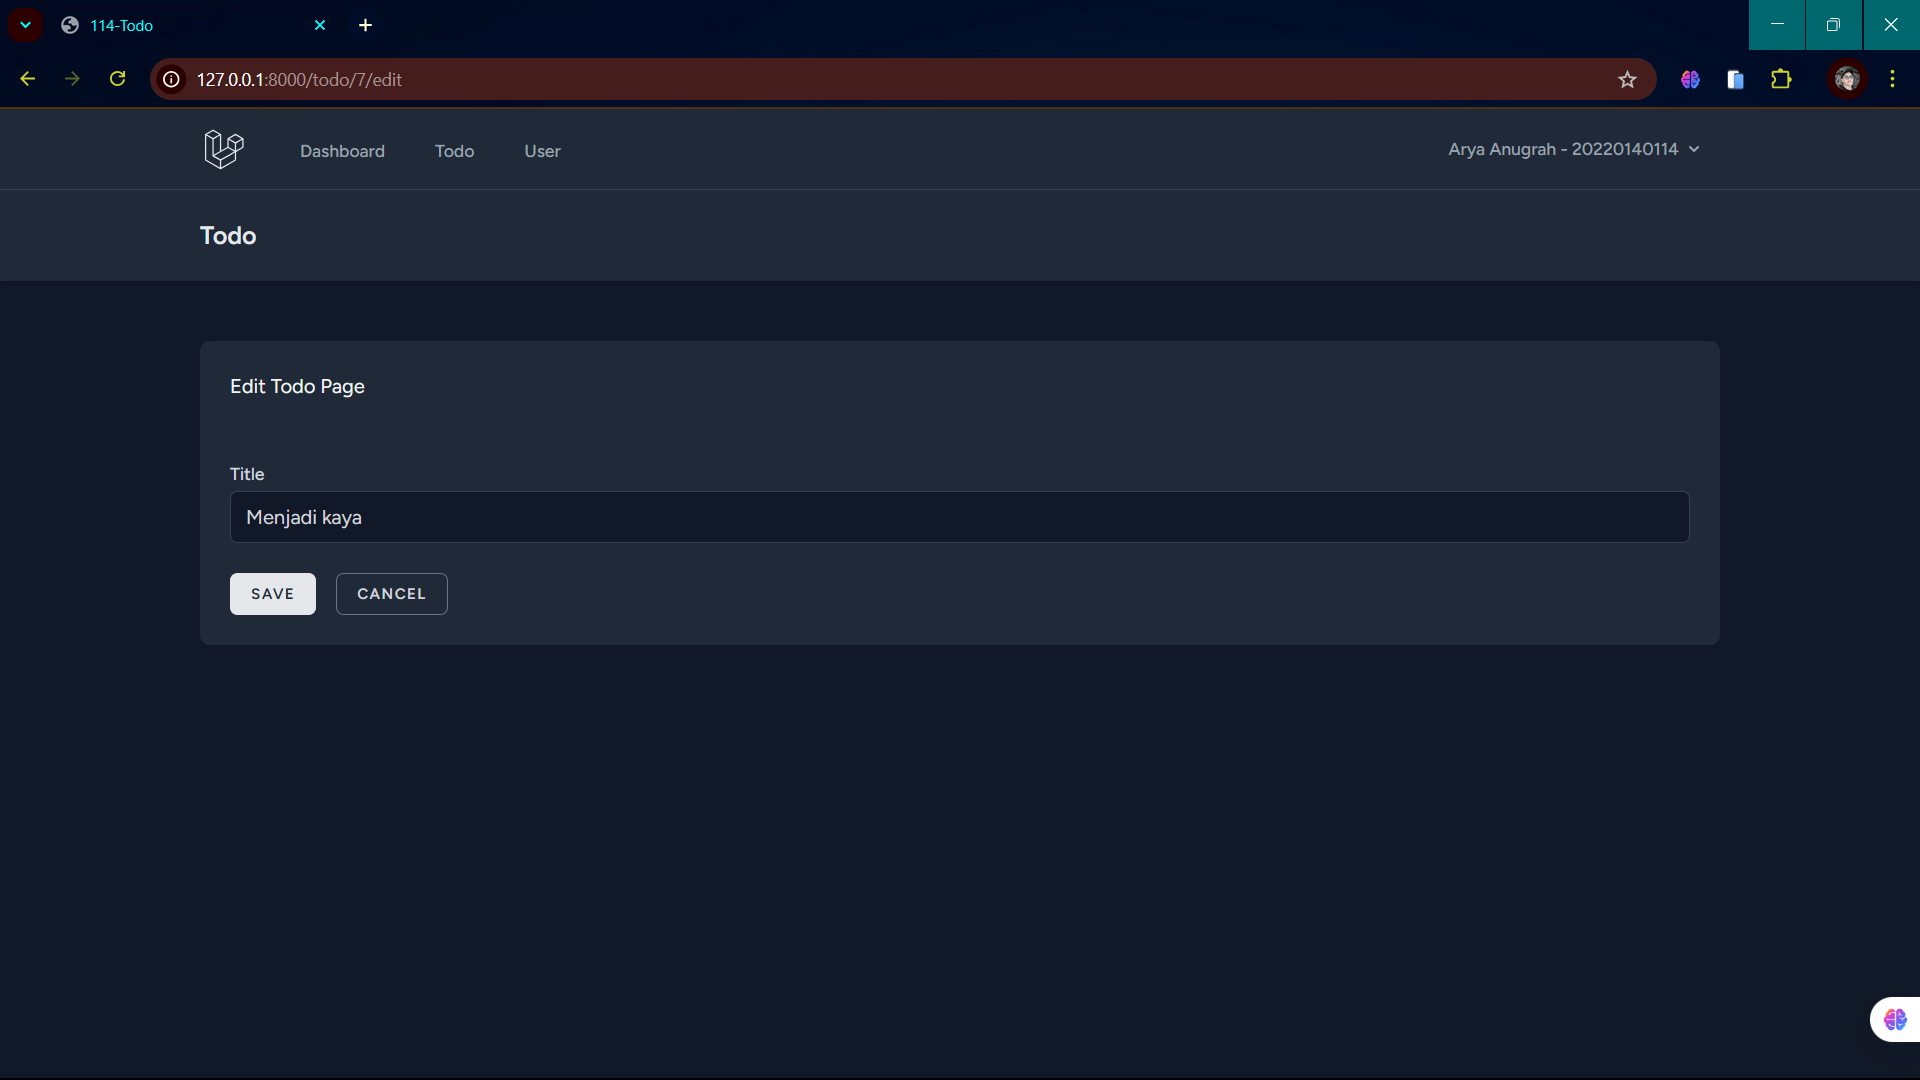 114-Todo
127.0.0.1:8000/todo/7/edit
Dashboard Todo User Arya Anugrah - 20220140114
Todo
Edit Todo Page
Title
Menjadi kaya
SAVE CANCEL